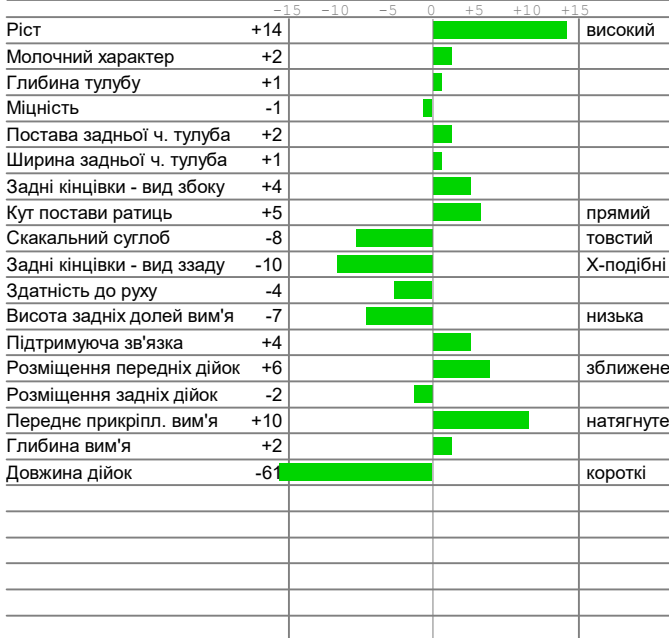 -15 -10 -5 0 +5 +10 +15
Ріст +14 високий
Молочний характер +2
Глибина тулубу +1
Міцність -1
Постава задньої ч. тулуба +2
Ширина задньої ч. тулуба +1
Задні кінцівки - вид збоку +4
Кут постави ратиць +5 прямий
Скакальний суглоб -8 товстий
Задні кінцівки - вид ззаду -10 X-подібні
Здатність до руху -4
Висота задніх долей вим'я -7 низька
Підтримуюча зв'язка +4
Розміщення передніх дійок +6 зближене
Розміщення задніх дійок -2
Переднє прикріпл. вим'я +10 натягнуте
Глибина вим'я +2
Довжина дійок -61 короткі